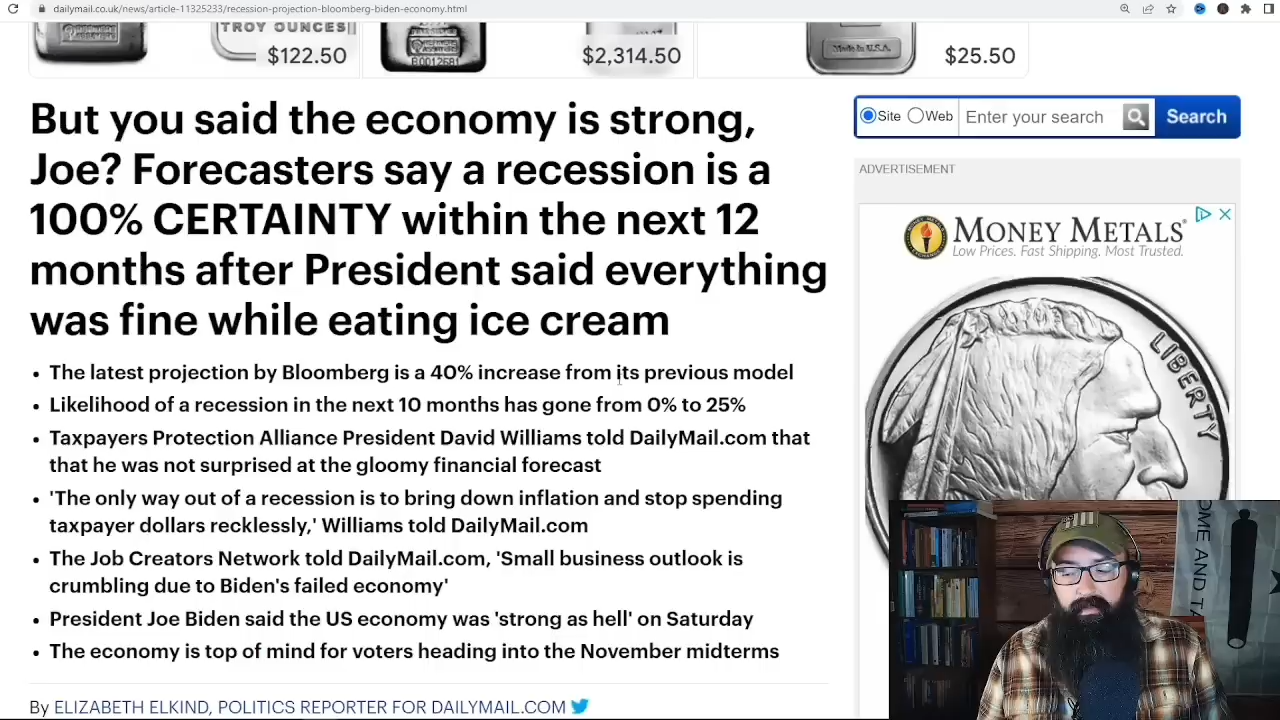 dailymail.co.uk/news/article-11325233/recession-projection-bloomberg-biden-economy.html
TROY OUNCES
$122.50
$2,314.50
Made in U.S.A.
$25.50
But you said the economy is strong,
Joe? Forecasters say a recession is a
100% CERTAINTY within the next 12
months after President said everything
was fine while eating ice cream
The latest projection by Bloomberg is a 40% increase from its previous model
Likelihood of a recession in the next 10 months has gone from 0% to 25%
Taxpayers Protection Alliance President David Williams told DailyMail.com that
that he was not surprised at the gloomy financial forecast
'The only way out of a recession is to bring down inflation and stop spending
taxpayer dollars recklessly,' Williams told DailyMail.com
The Job Creators Network told DailyMail.com, 'Small business outlook is
crumbling due to Biden's failed economy'
President Joe Biden said the US economy was 'strong as hell' on Saturday
The economy is top of mind for voters heading into the November midterms
By ELIZABETH ELKIND, POLITICS REPORTER FOR DAILYMAIL.COM
Site Web Enter your search Search
ADVERTISEMENT
MONEY METALS
Low Prices. Fast Shipping. Most Trusted.
LIBERTY
OME AND TA